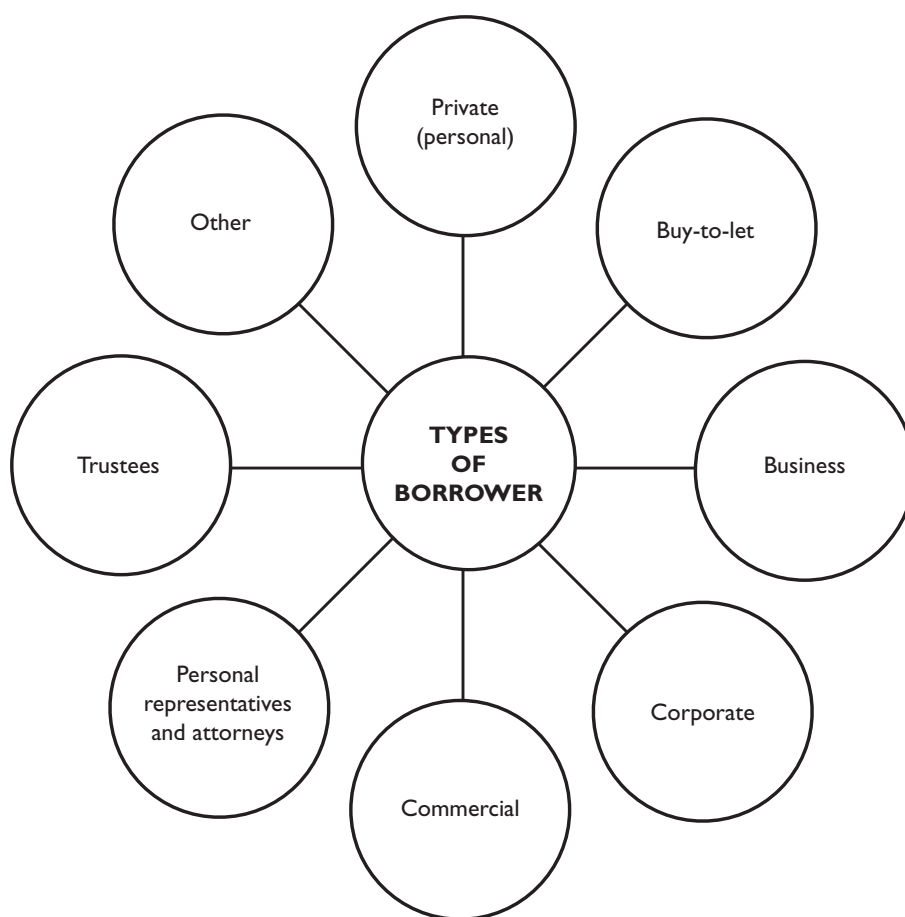 Private
(personal)
Buy-to-let
Business
Corporate
Commercial
Personal
representatives
and attorneys
Trustees
Other
TYPES
OF
BORROWER